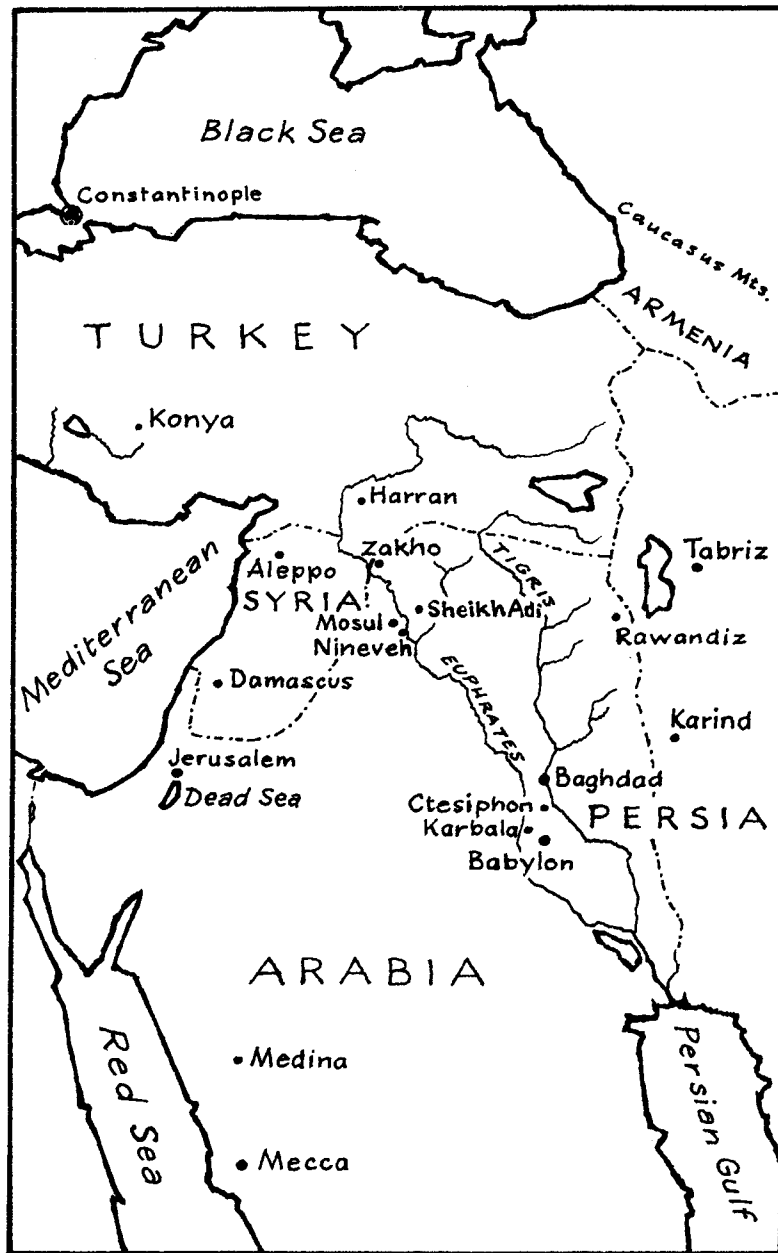 Black Sea
Constantinople
Caucasus Mts.
ARMENIA
TURKEY
Konya
Harran
Zakho
TIGRIS
Tabriz
Aleppo
SYRIA
Sheikh Adi
Mosul
Nineveh
Rawandiz
Mediterranean
Sea
Damascus
EUPHRATES
Karind
Jerusalem
Dead Sea
Baghdad
Ctesiphon
PERSIA
Karbala
Babylon
ARABIA
Red Sea
Medina
Persian Gulf
Mecca